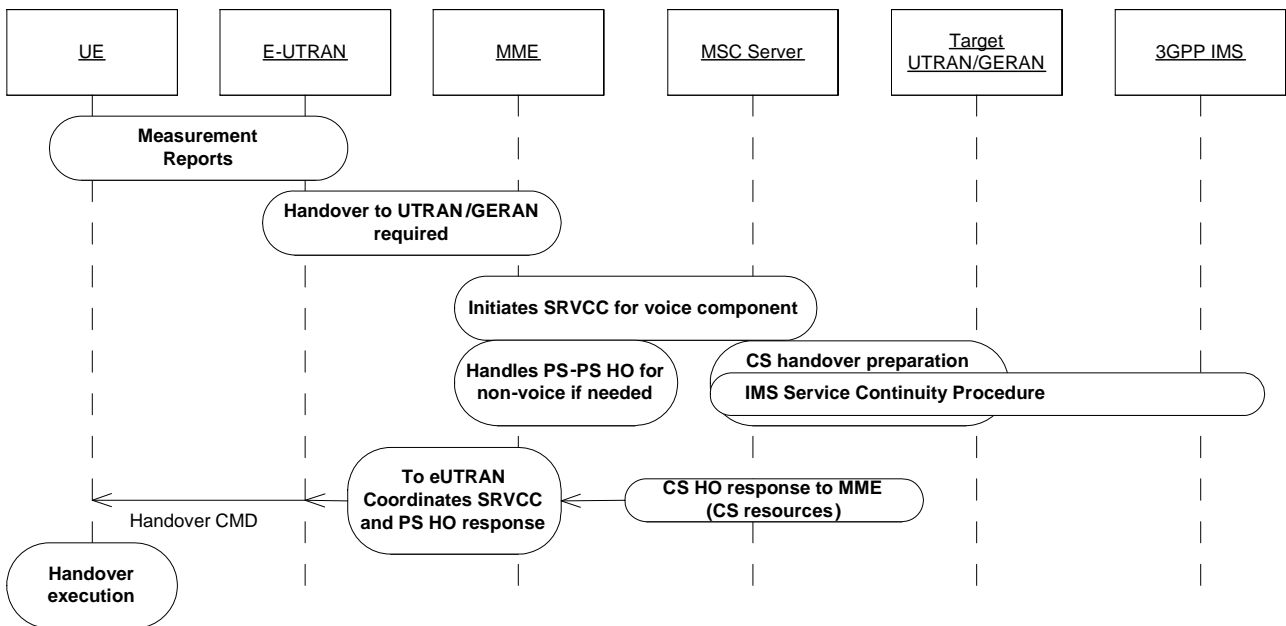 UE
E-UTRAN
MME
MSC Server
Target
UTRAN/GERAN
3GPP IMS
Measurement
Reports
Handover to UTRAN/GERAN
required
Initiates SRVCC for voice component
Handles PS-PS HO for
non-voice if needed
CS handover preparation
IMS Service Continuity Procedure
To eUTRAN
Coordinates SRVCC
and PS HO response
CS HO response to MME
(CS resources)
Handover CMD
Handover
execution